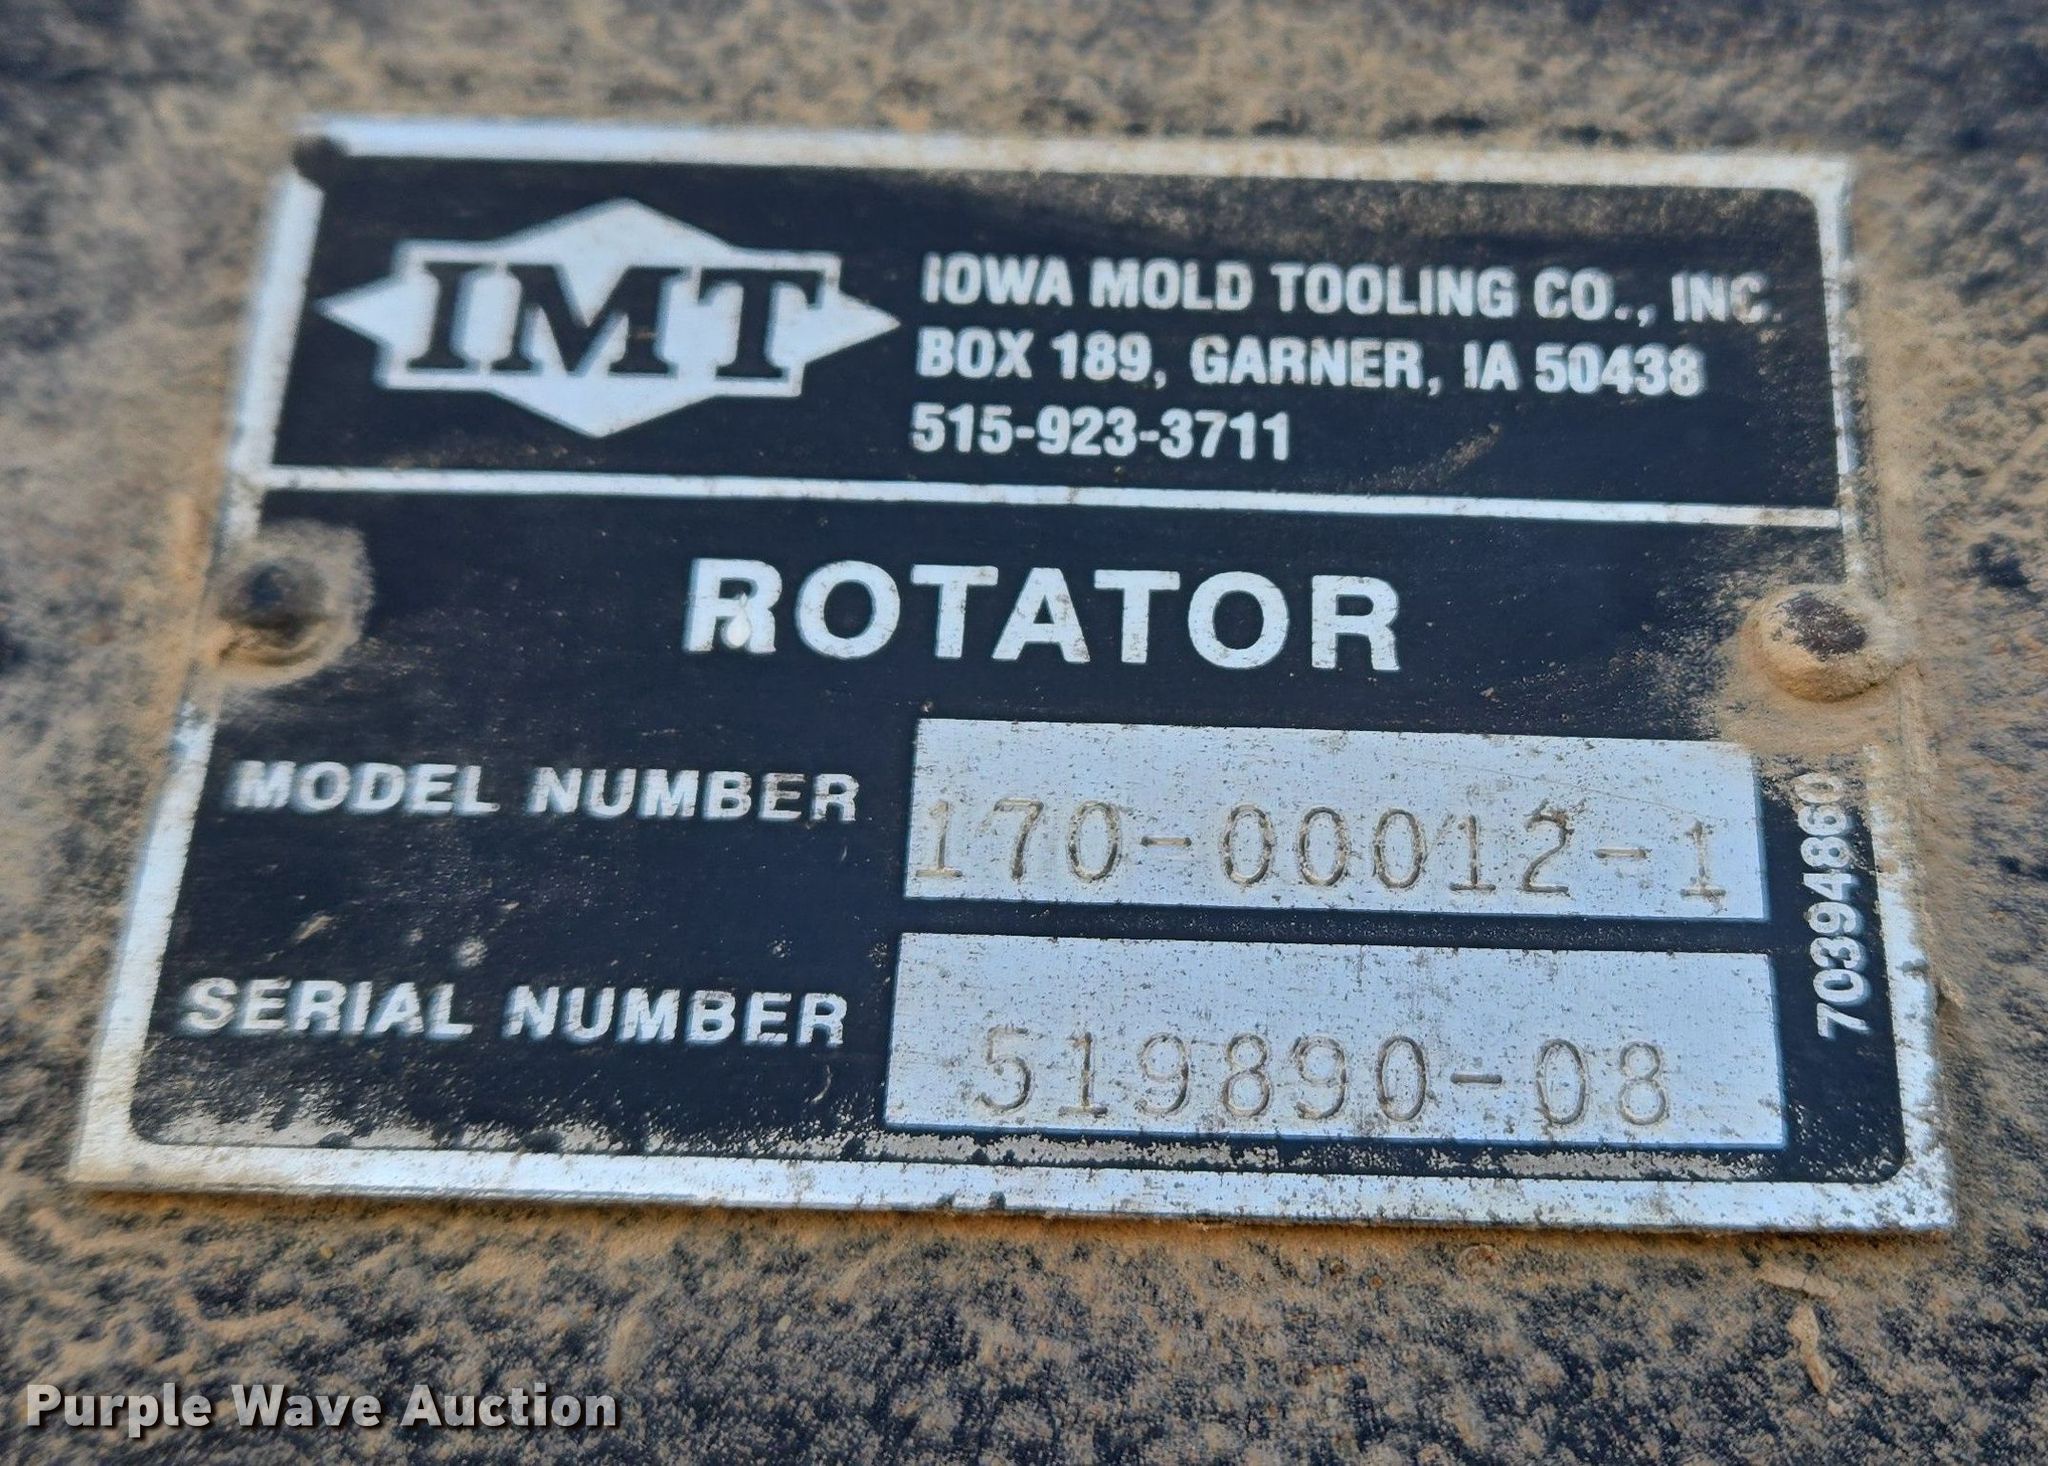 IMT
IOWA MOLD TOOLING CO., INC.
BOX 189, GARNER, IA 50438
515-923-3711
ROTATOR
MODEL NUMBER 170-00012-1
SERIAL NUMBER 519890-08
70394860
Purple Wave Auction